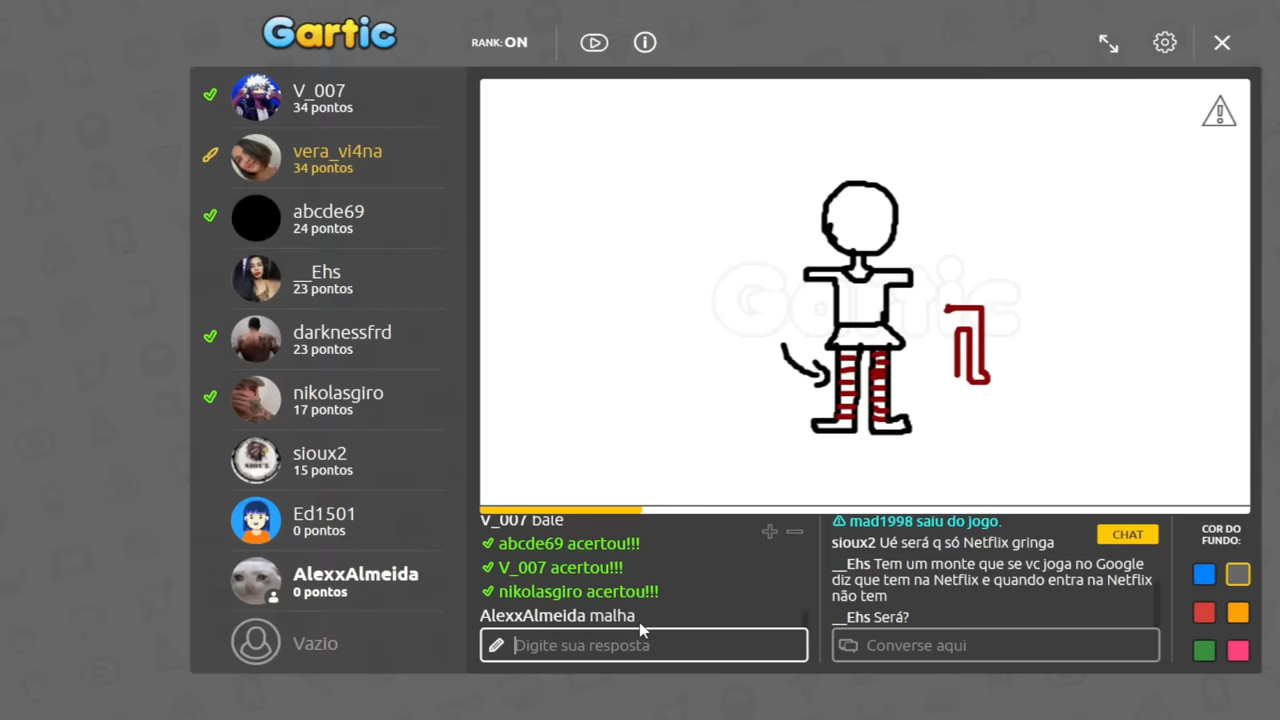 Gartic
RANK: ON
V_007
34 pontos
vera_vi4na
34 pontos
abcde69
24 pontos
__Ehs
23 pontos
darknessfrd
23 pontos
nikolasgiro
17 pontos
sioux2
15 pontos
Ed1501
0 pontos
AlexxAlmeida
0 pontos
Vazio
Gartic
V_007 bale
abcde69 acertou!!!
V_007 acertou!!!
nikolasgiro acertou!!!
AlexxAlmeida malha
Digite sua resposta
mad1998 saiu do jogo.
CHAT
sioux2 Ué será q só Netflix gringa
__Ehs Tem um monte que se vc joga no Google
diz que tem na Netflix e quando entra na Netflix
não tem
__Ehs Será?
Converse aqui
COR DO
FUNDO: